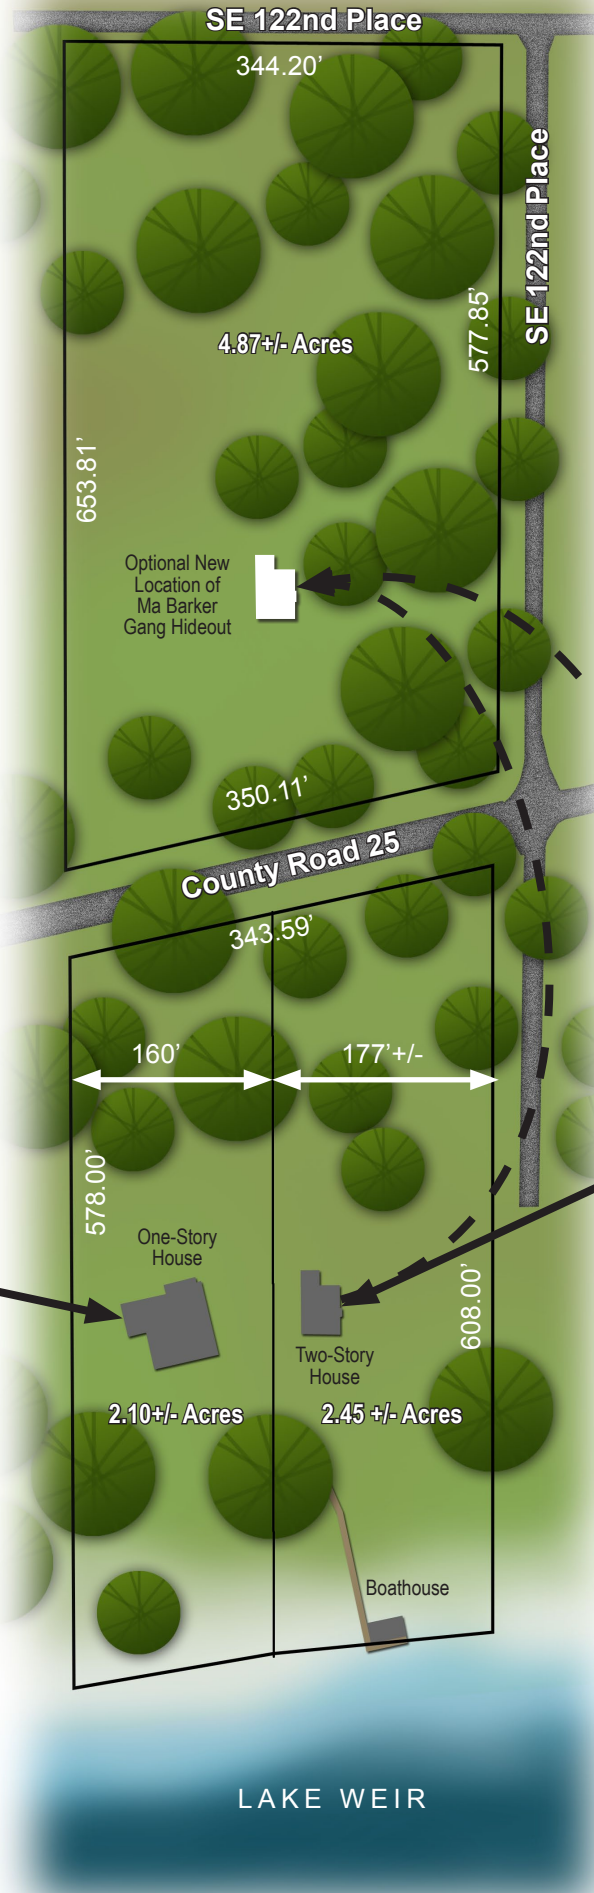 SE 122nd Place
344.20’
SE 122nd Place
577.85’
4.87+/- Acres
653.81’
Optional New
Location of
Ma Barker
Gang Hideout
350.11’
County Road 25
343.59’
160’
177’+/-
578.00’
One-Story
House
608.00’
Two-Story
House
2.10+/- Acres
2.45 +/- Acres
Boathouse
LAKE WEIR